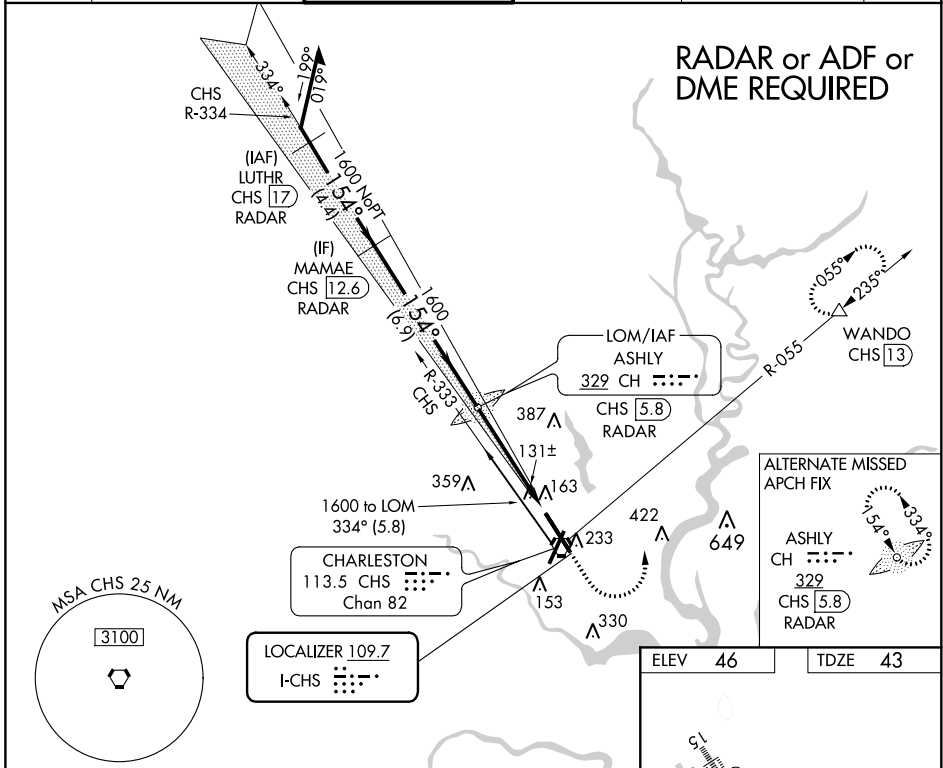 RADAR or ADF or
DME REQUIRED
199°
019°
334°
CHS
R-334
(IAF)
LUTHR
CHS 17
RADAR
1600 NoPT
154°
(4.4)
(IF)
MAMAE
CHS 12.6
RADAR
1600
154°
(6.9)
R-333
CHS
LOM/IAF
ASHLY
329 CH
CHS 5.8
RADAR
055°
235°
WANDO
CHS 13
R-055
387
131±
163
359
1600 to LOM
334° (5.8)
233
422
649
153
330
CHARLESTON
113.5 CHS
Chan 82
LOCALIZER 109.7
I-CHS
MSA CHS 25 NM
3100
ALTERNATE MISSED
APCH FIX
154°
334°
ASHLY
CH
329
CHS 5.8
RADAR
ELEV 46
TDZE 43
15